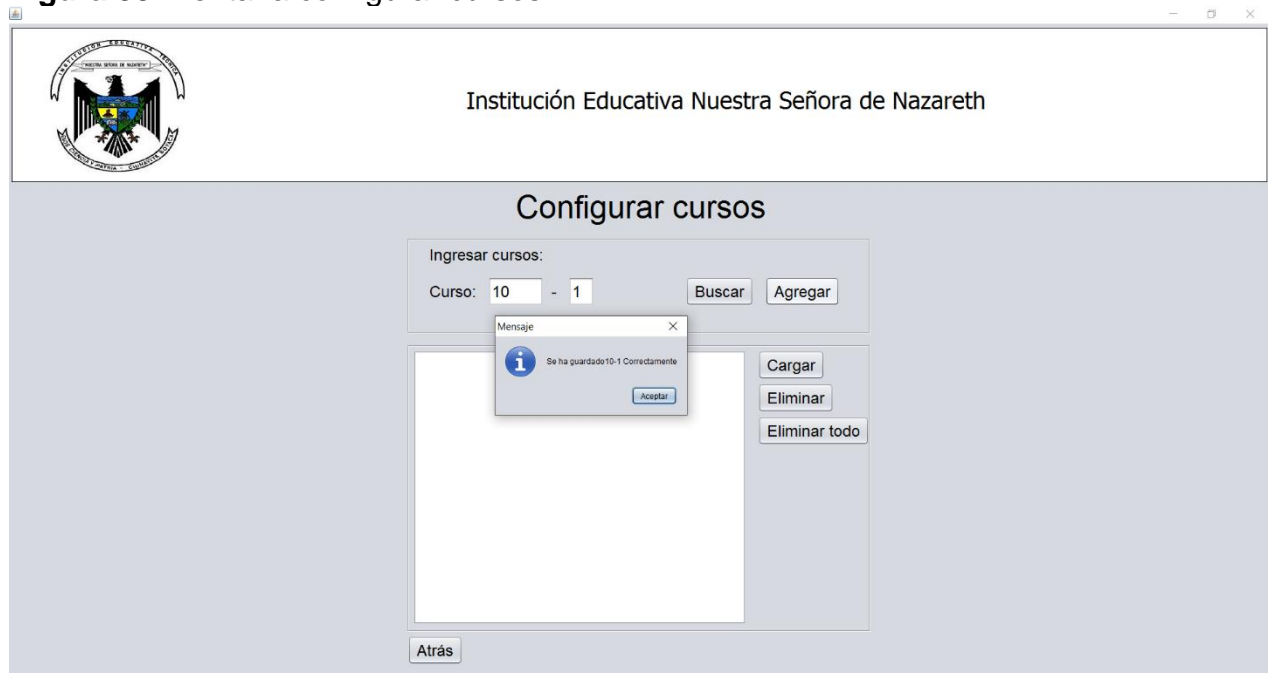 Institución Educativa Nuestra Señora de Nazareth
Configurar cursos
Ingresar cursos:
Curso: 10 - 1 Buscar Agregar
Mensaje
Se ha guardado10-1 Correctamente
Aceptar
Cargar
Eliminar
Eliminar todo
Atrás